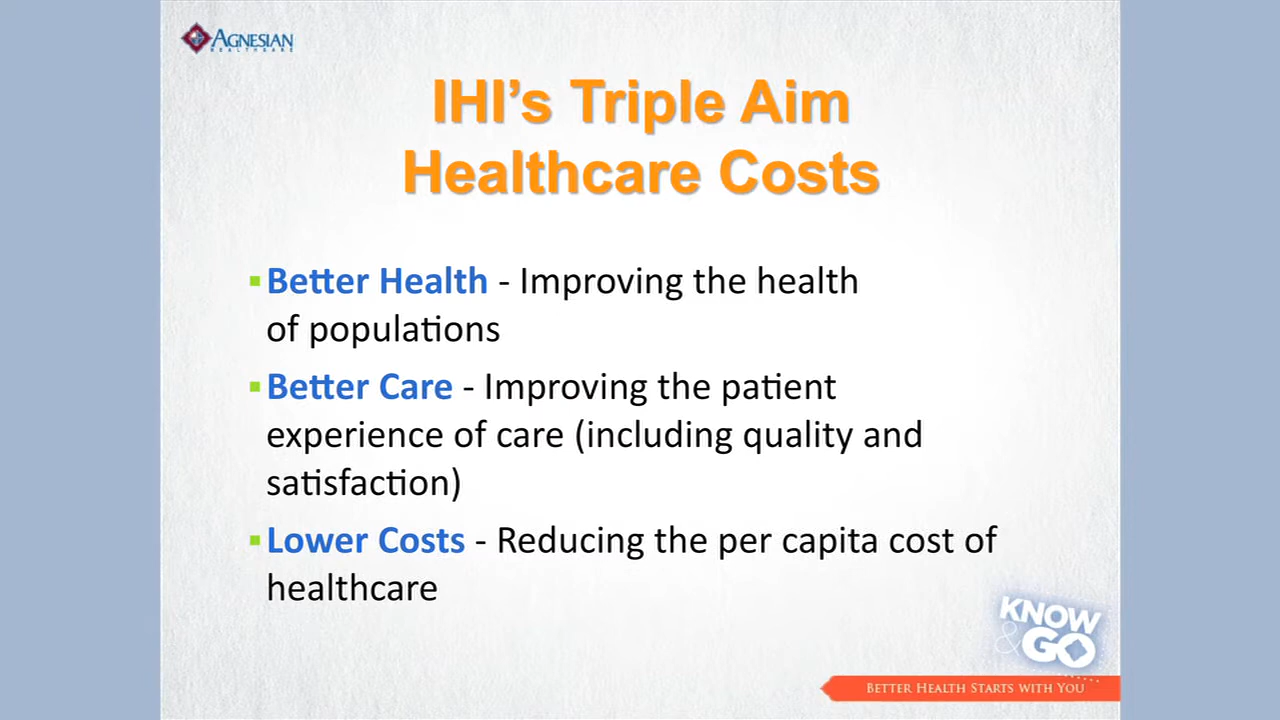 AGNESIAN
HEALTHCARE
IHI’s Triple Aim
Healthcare Costs
Better Health - Improving the health
of populations
Better Care - Improving the patient
experience of care (including quality and
satisfaction)
Lower Costs - Reducing the per capita cost of
healthcare
KNOW
& GO
BETTER HEALTH STARTS WITH YOU